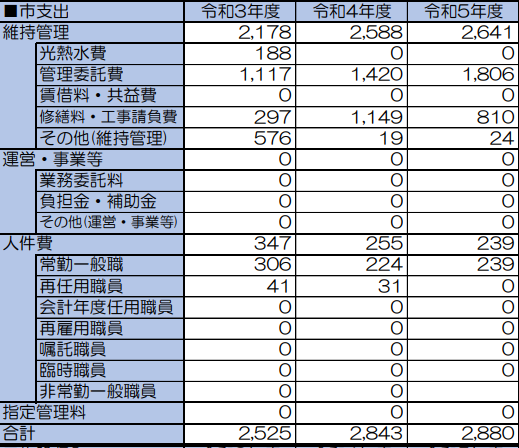 ■市支出 令和3年度 令和4年度 令和5年度
維持管理 2,178 2,588 2,641
光熱水費 188 0 0
管理委託費 1,117 1,420 1,806
賃借料・共益費 0 0 0
修繕料・工事請負費 297 1,149 810
その他(維持管理) 576 19 24
運営・事業等 0 0 0
業務委託料 0 0 0
負担金・補助金 0 0 0
その他(運営・事業等) 0 0 0
人件費 347 255 239
常勤一般職 306 224 239
再任用職員 41 31 0
会計年度任用職員 0 0 0
再雇用職員 0 0 0
嘱託職員 0 0 0
臨時職員 0 0 0
非常勤一般職員 0 0
指定管理料 0 0 0
合計 2,525 2,843 2,880